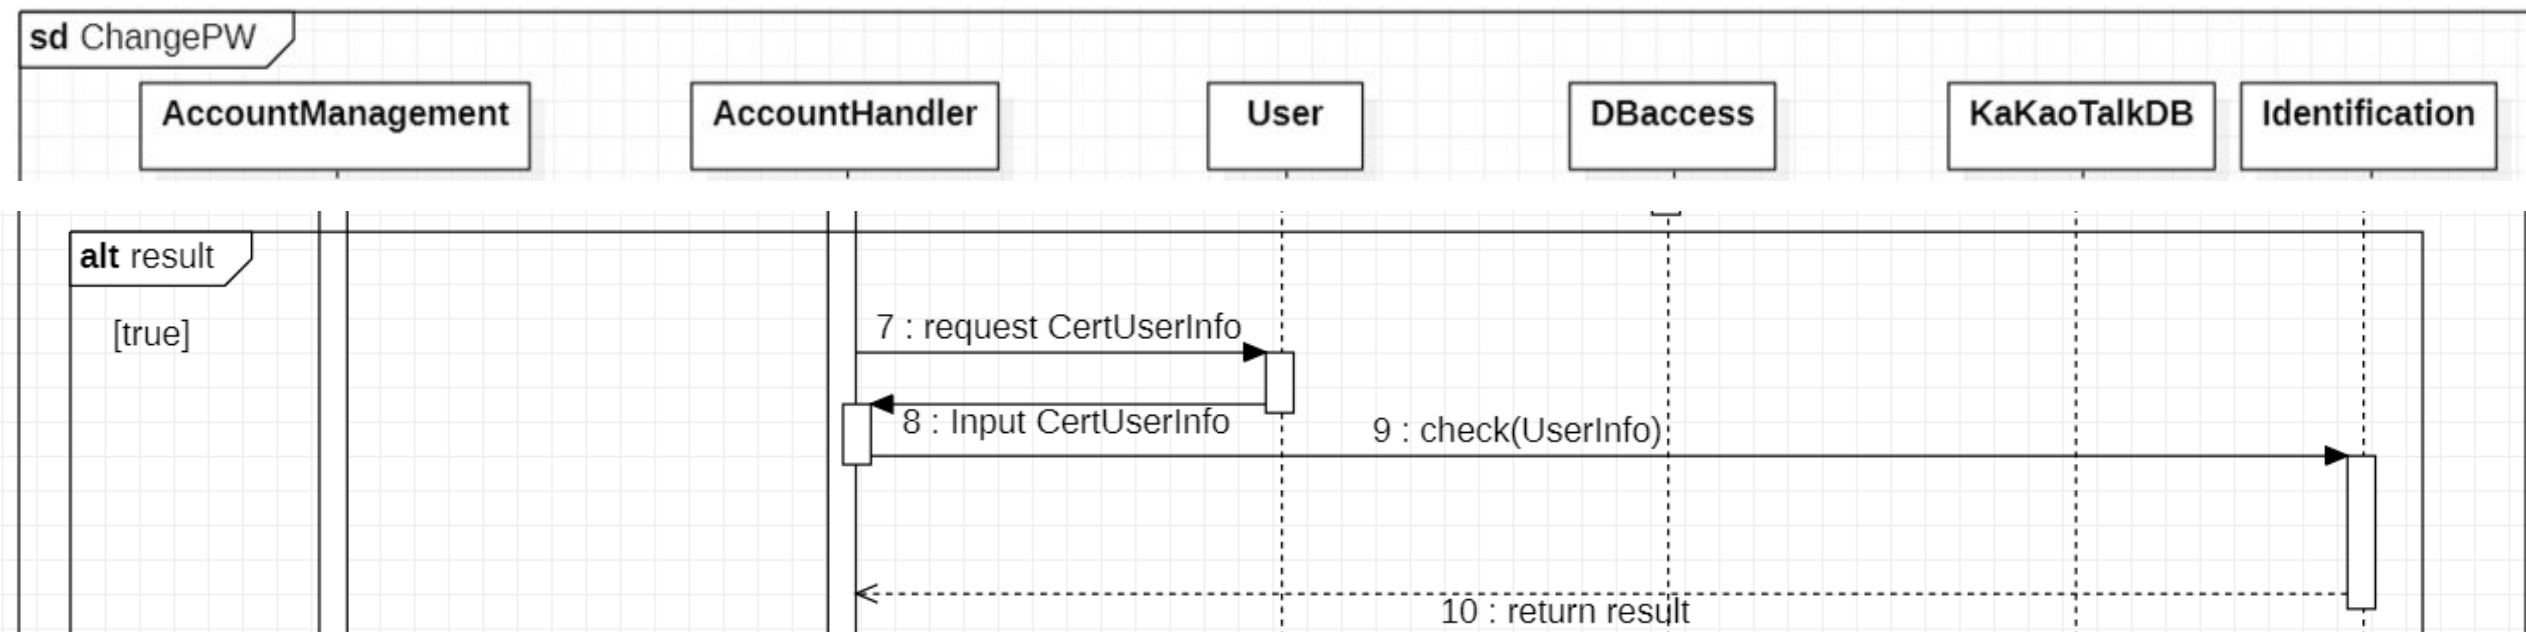 sd ChangePW
AccountManagement
AccountHandler
User
DBaccess
KaKaoTalkDB
Identification
alt result
[true]
7 : request CertUserInfo
8 : Input CertUserInfo
9 : check(UserInfo)
10 : return result